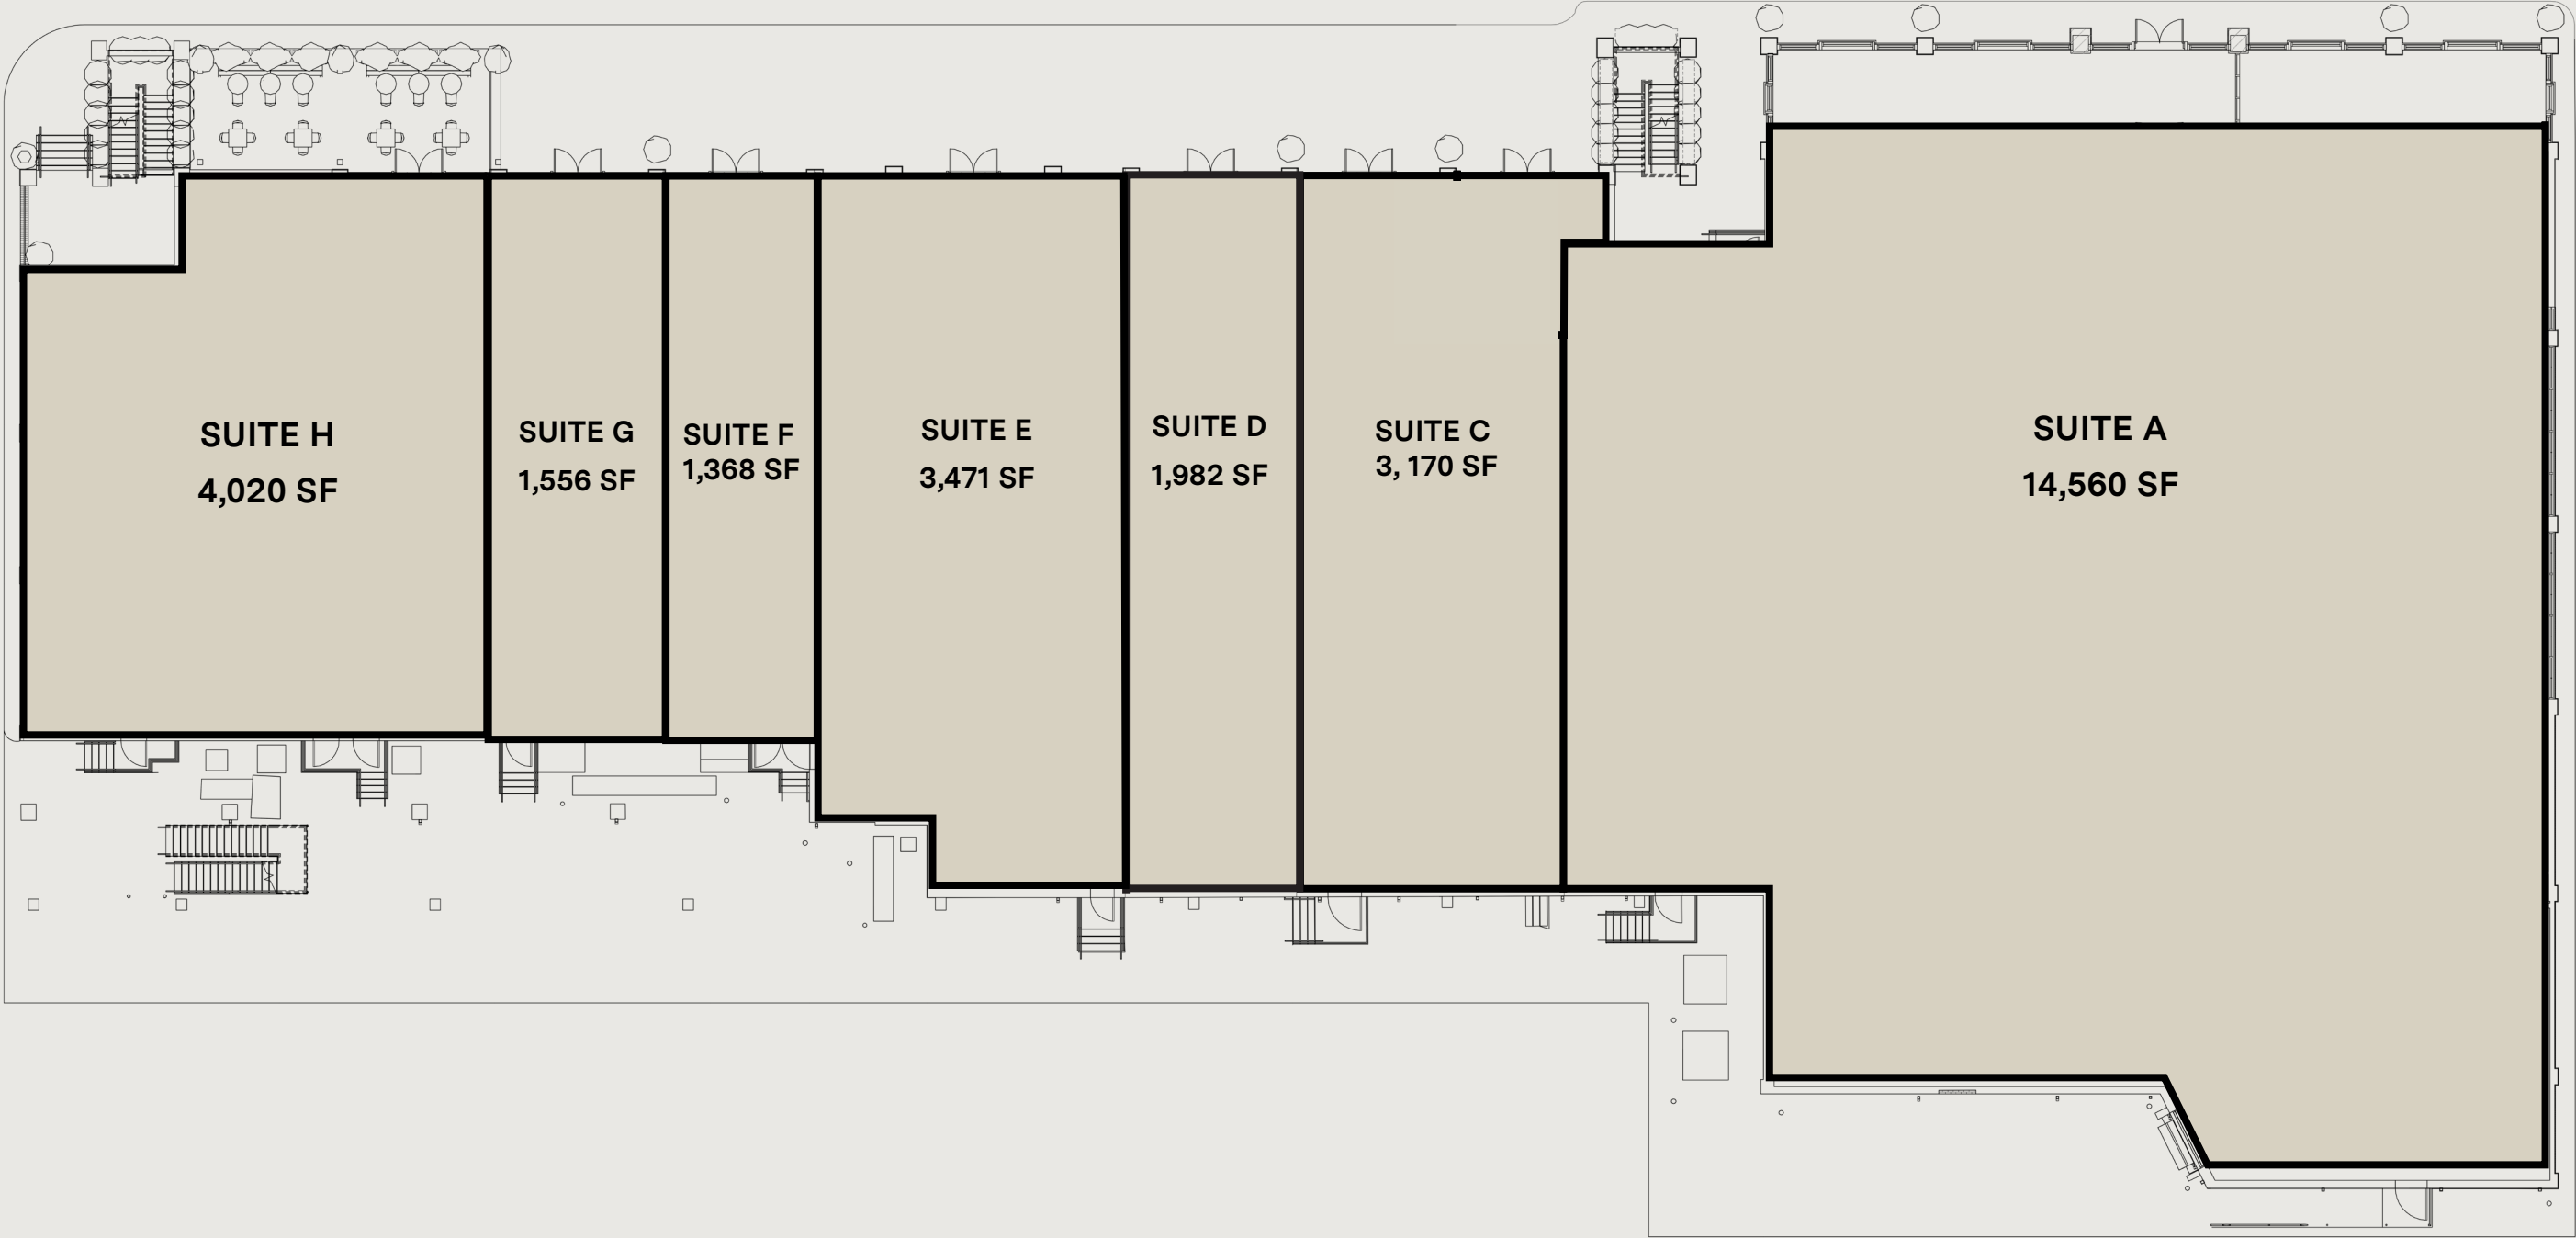 SUITE H
4,020 SF
SUITE G
1,556 SF
SUITE F
1,368 SF
SUITE E
3,471 SF
SUITE D
1,982 SF
SUITE C
3, 170 SF
SUITE A
14,560 SF